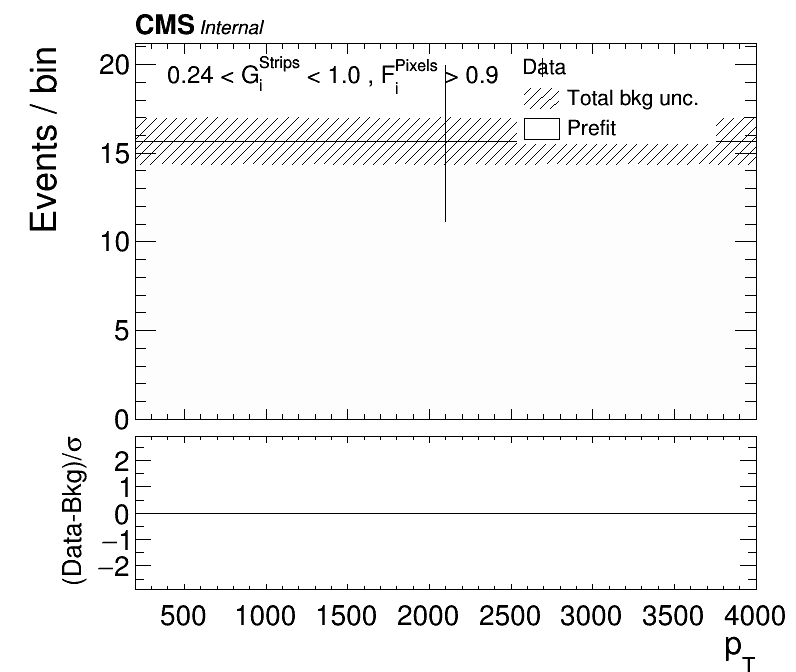 CMS Internal
0.24 < G_i^Strips < 1.0 , F_i^Pixels > 0.9
Data
Total bkg unc.
Prefit
Events / bin
20
15
10
5
0
(Data-Bkg)/σ
2
1
0
−1
−2
500 1000 1500 2000 2500 3000 3500 4000
p_T